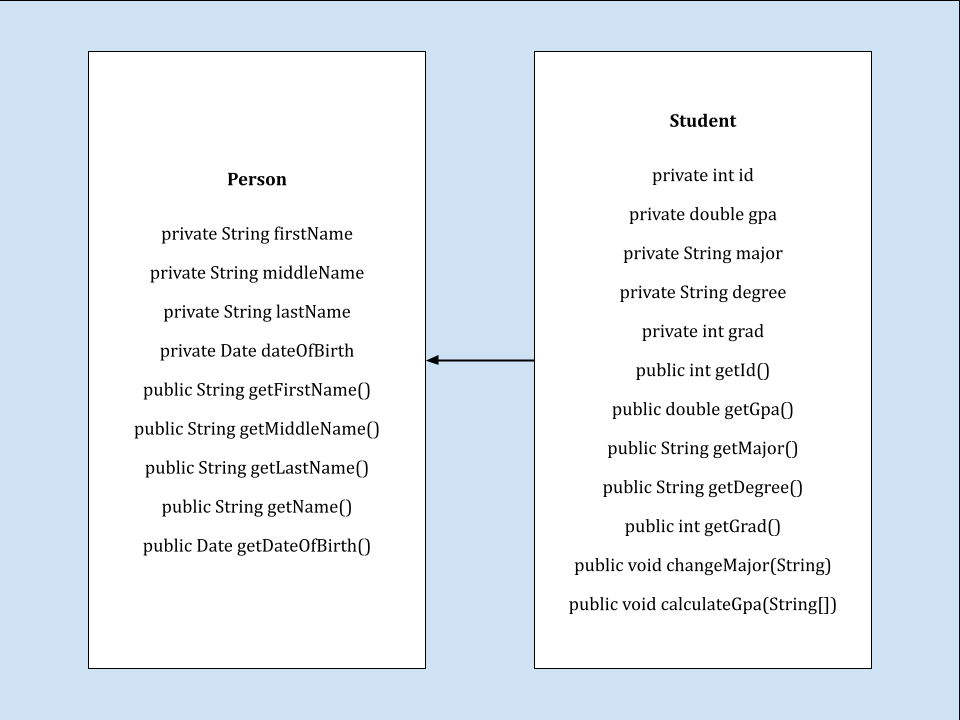 Person
private String firstName
private String middleName
private String lastName
private Date dateOfBirth
public String getFirstName()
public String getMiddleName()
public String getLastName()
public String getName()
public Date getDateOfBirth()
Student
private int id
private double gpa
private String major
private String degree
private int grad
public int getId()
public double getGpa()
public String getMajor()
public String getDegree()
public int getGrad()
public void changeMajor(String)
public void calculateGpa(String[])